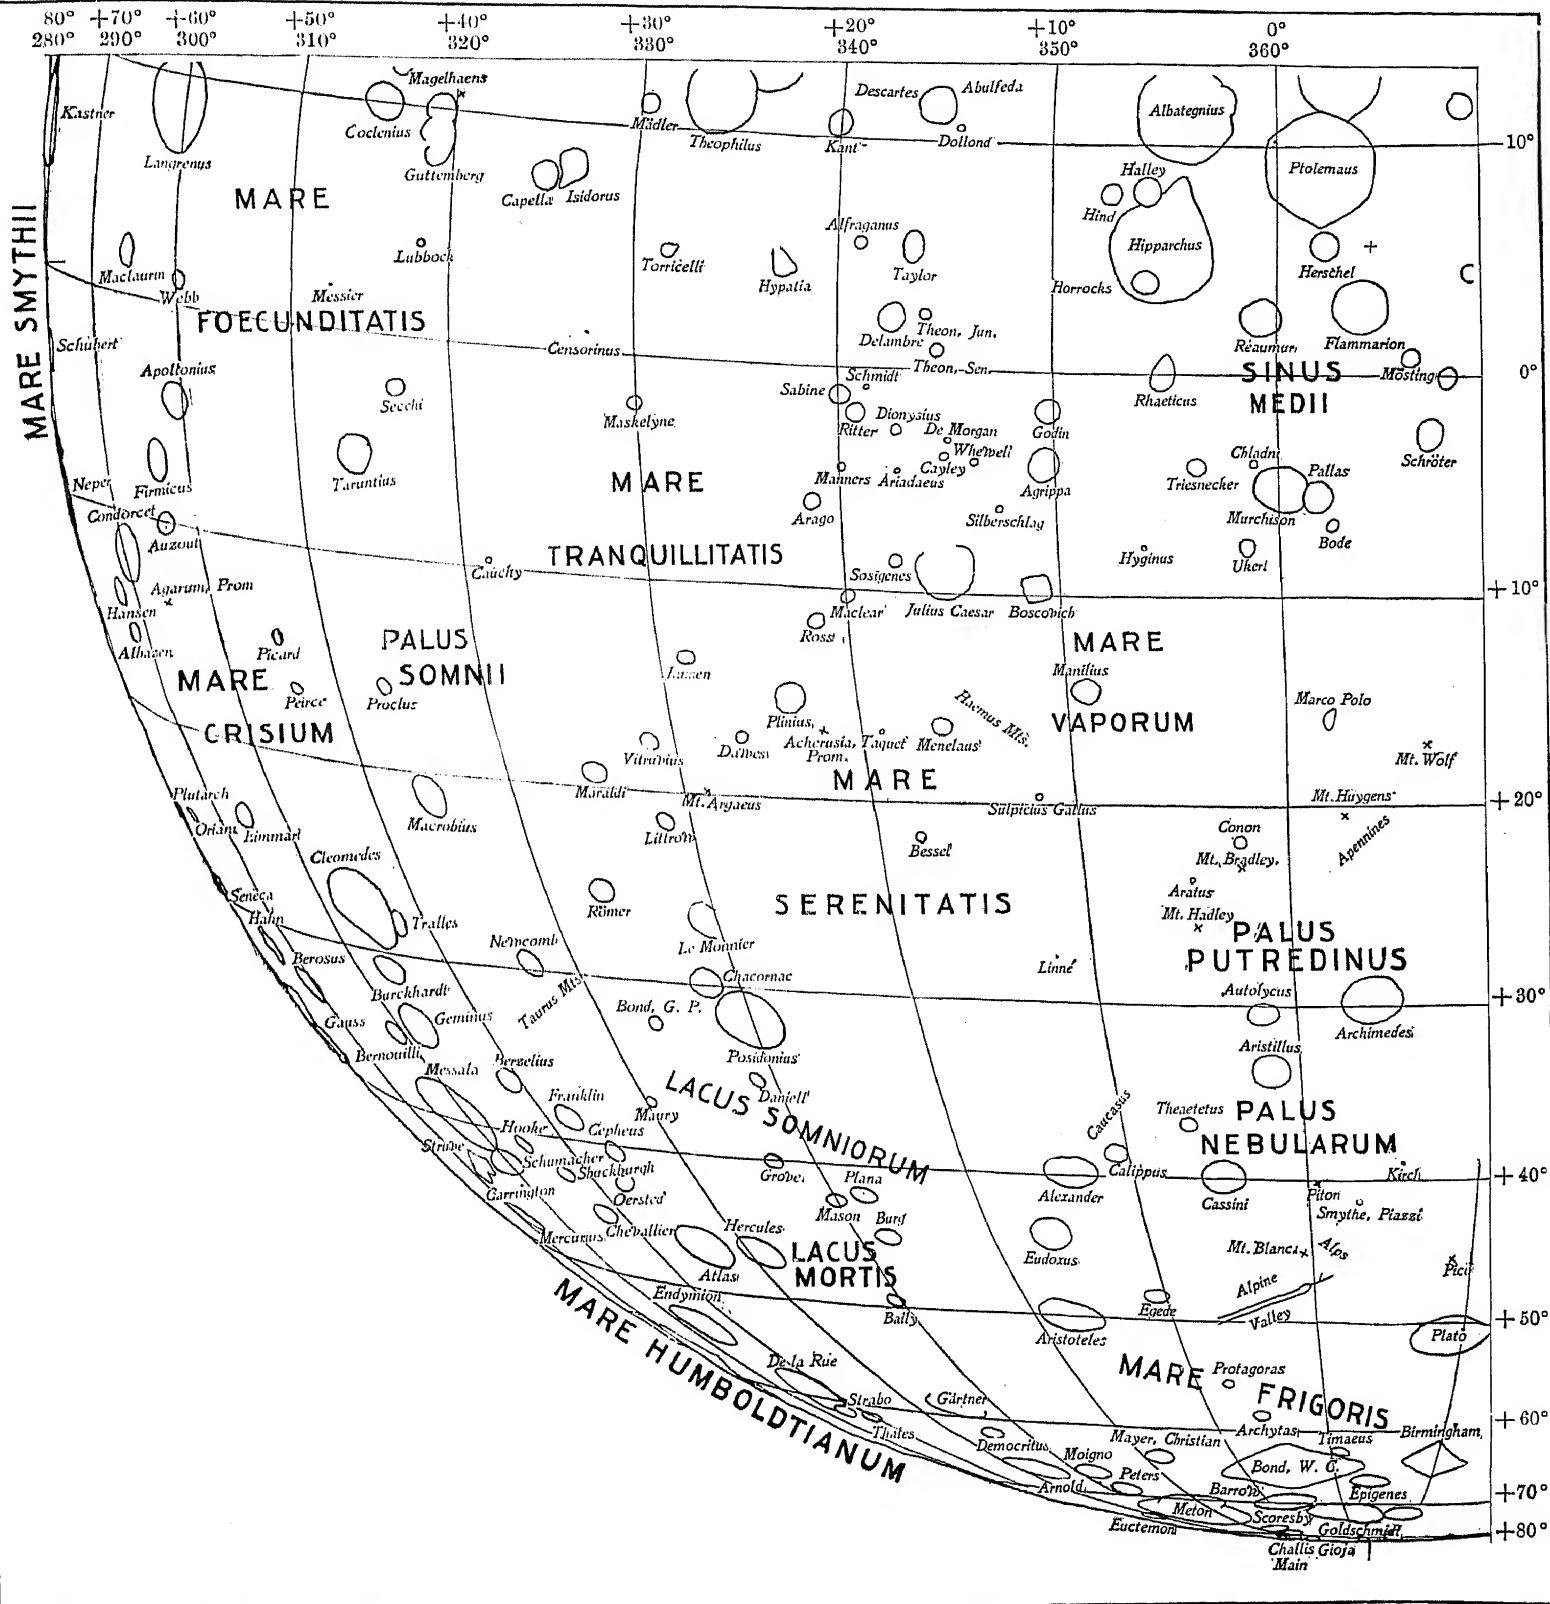 80° +70° +60° +50° +40° +30° +20° +10° 0°
280° 290° 300° 310° 320° 330° 340° 350° 360°
Magelhaens
Kastner
Langrenus
Coclenius
Guttemberg
Capella
Isidorus
Mädler
Theophilus
Kant
Descartes
Abulfeda
Dollond
Albategnius
Ptolemaus
-10°
Halley
Hind
Hipparchus
Horrocks
Herschel
C
MARE
FOECUNDITATIS
MARE SMYTHII
Maclaurin
Webb
Lubbock
Messier
Torricelli
Hypatia
Alfraganus
Taylor
Delambre
Theon, Jun.
Theon, Sen.
Réaumur
Flammarion
Schubert
Apollonius
Censorinus
Secchi
Maskelyne
Schmidt
Sabine
Ritter
Dionysius
De Morgan
Whewell
Cayley
Godin
Rhaeticus
SINUS
MEDII
Mösting
0°
Schröter
Neper
Firmicus
Taruntius
MARE
TRANQUILLITATIS
Manners
Ariadaeus
Arago
Agrippa
Silberschlag
Triesnecker
Chladni
Pallas
Murchison
Bode
Condorcet
Auzout
Agarum, Prom
Hansen
Alhazen
Cauchy
Sosigenes
Julius Caesar
Boscovich
Hyginus
Ukert
+10°
Maclear
Ross
PALUS
SOMNII
Picard
Peirce
Proclus
MARE
CRISIUM
Plinius
Dawes
Acherusia, Prom.
Taquet
Menelaus
Haemus Mts.
Manilius
MARE
VAPORUM
Marco Polo
Mt. Wolf
Vitruvius
Maraldi
Mt. Argaeus
MARE
SERENITATIS
Sulpicius Gallus
Mt. Huygens
+20°
Plutarch
Oriani
Eimmart
Macrobius
Littrow
Bessel
Conon
Mt. Bradley
Apennines
Aratus
Mt. Hadley
Cleomedes
Tralles
Seneca
Hahn
Berosus
Römer
Le Monnier
Newcomb
Chacornac
Linné
PALUS
PUTREDINUS
Autolycus
Archimedes
+30°
Burckhardt
Geminus
Gauss
Bernouilli
Taurus Mts.
Bond, G. P.
Posidonius
Aristillus
Messala
Berzelius
Franklin
Maury
Daniell
LACUS SOMNIORUM
Caucasus
Theaetetus
PALUS
NEBULARUM
Struve
Hooke
Cepheus
Schumacher
Shuckburgh
Carrington
Oersted
Grove
Plana
Mason
Alexander
Calippus
Cassini
Kirch
+40°
Piton
Smythe, Piazzi
Mercurius
Chevallier
Hercules
Atlas
Burg
LACUS
MORTIS
Eudoxus
Mt. Blanc
Alps
Pico
Endymion
Baily
Aristoteles
Egede
Alpine
Valley
+50°
Plato
MARE HUMBOLDTIANUM
De la Rue
Strabo
Thales
Gärtner
MARE FRIGORIS
Protagoras
+60°
Democritus
Arnold
Moigno
Mayer, Christian
Peters
Archytas
Timaeus
Birmingham
Bond, W. C.
Epigenes
Barrow
+70°
Meton
Euctemon
Scoresby
Goldschmidt
+80°
Challis
Gioja
Main